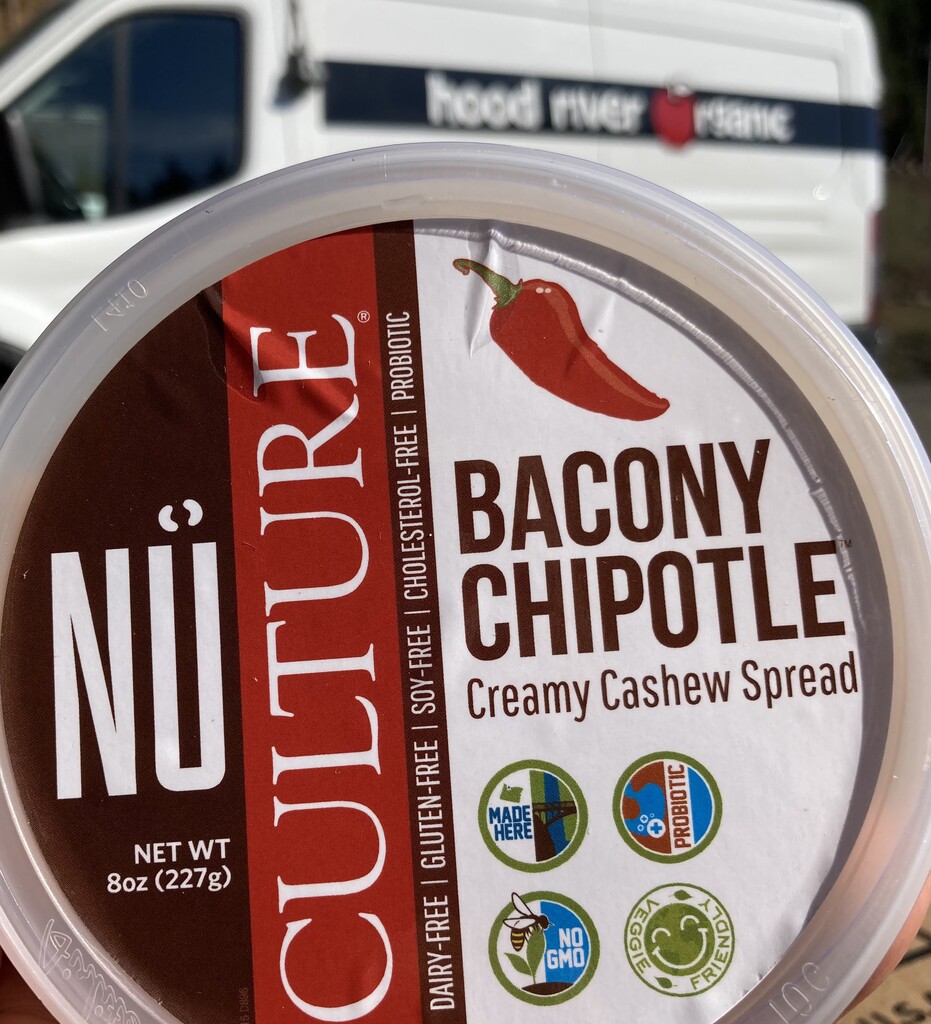 hood river organic
NÜ
CULTURE®
DAIRY-FREE | GLUTEN-FREE | SOY-FREE | CHOLESTEROL-FREE | PROBIOTIC
BACONY
CHIPOTLE™
Creamy Cashew Spread
NET WT
8oz (227g)
MADE
HERE
PROBIOTIC
NO
GMO
VEGGIE
FRIENDLY